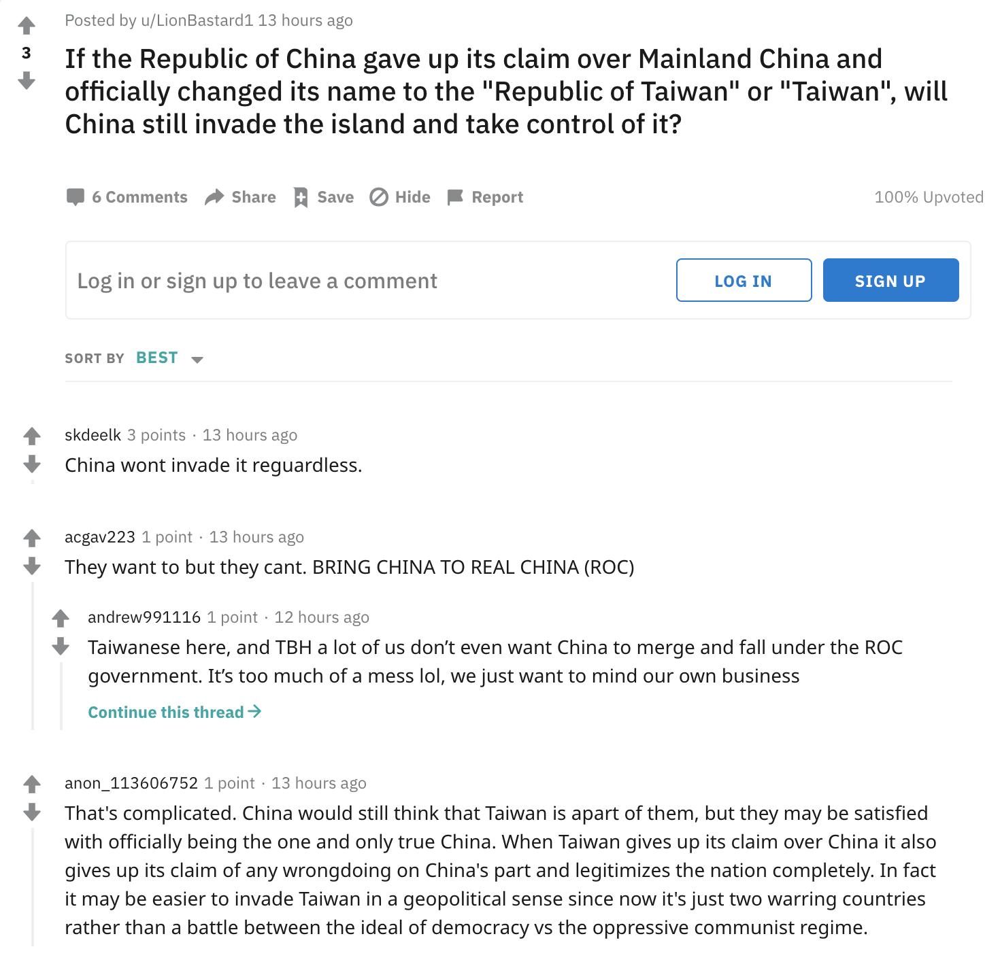 Posted by u/LionBastard1 13 hours ago
3
If the Republic of China gave up its claim over Mainland China and
officially changed its name to the "Republic of Taiwan" or "Taiwan", will
China still invade the island and take control of it?
6 Comments Share Save Hide Report 100% Upvoted
Log in or sign up to leave a comment LOG IN SIGN UP
SORT BY BEST
skdeelk 3 points · 13 hours ago
China wont invade it reguardless.
acgav223 1 point · 13 hours ago
They want to but they cant. BRING CHINA TO REAL CHINA (ROC)
andrew991116 1 point · 12 hours ago
Taiwanese here, and TBH a lot of us don’t even want China to merge and fall under the ROC
government. It’s too much of a mess lol, we just want to mind our own business
Continue this thread →
anon_113606752 1 point · 13 hours ago
That's complicated. China would still think that Taiwan is apart of them, but they may be satisfied
with officially being the one and only true China. When Taiwan gives up its claim over China it also
gives up its claim of any wrongdoing on China's part and legitimizes the nation completely. In fact
it may be easier to invade Taiwan in a geopolitical sense since now it's just two warring countries
rather than a battle between the ideal of democracy vs the oppressive communist regime.